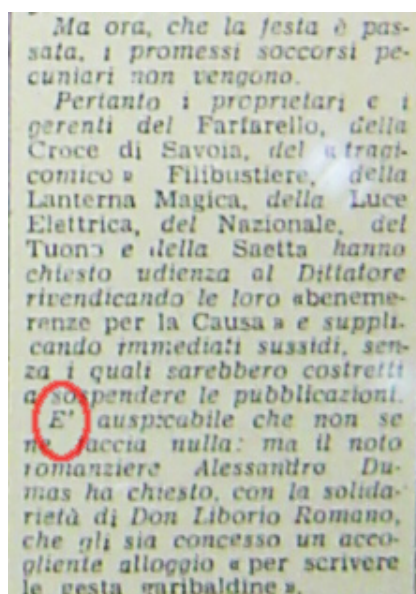 Ma ora, che la festa è pas-
sata, i promessi soccorsi pe-
cuniari non vengono.
Pertanto i proprietari e i
gerenti del Farfarello, della
Croce di Savoia, del «tragi-
comico» Filibustiere, della
Lanterna Magica, della Luce
Elettrica, del Nazionale, del
Tuono e della Saetta hanno
chiesto udienza al Dittatore
rivendicando le loro «beneme-
renze per la Causa» e suppli-
cando immediati sussidi, sen-
za i quali sarebbero costretti
a sospendere le pubblicazioni.
E' auspicabile che non se
ne faccia nulla: ma il noto
romanziere Alessandro Du-
mas ha chiesto, con la solida-
rietà di Don Liborio Romano,
che gli sia concesso un acco-
gliente alloggio «per scrivere
le gesta garibaldine».